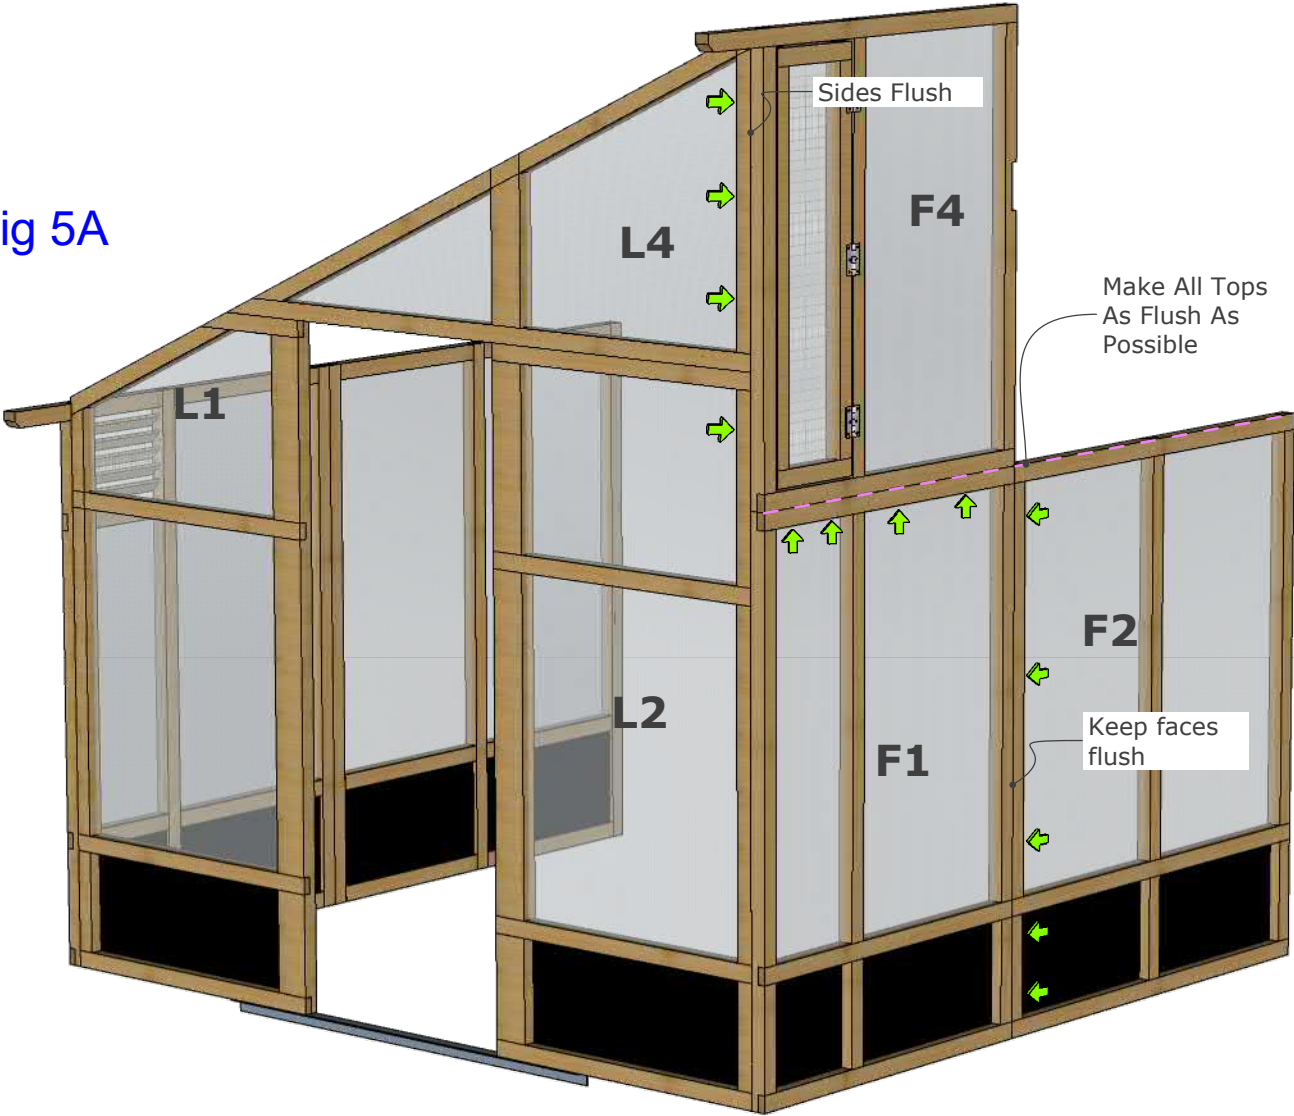 ig 5A
Sides Flush
L4
F4
Make All Tops
As Flush As
Possible
L1
F2
L2
Keep faces
flush
F1